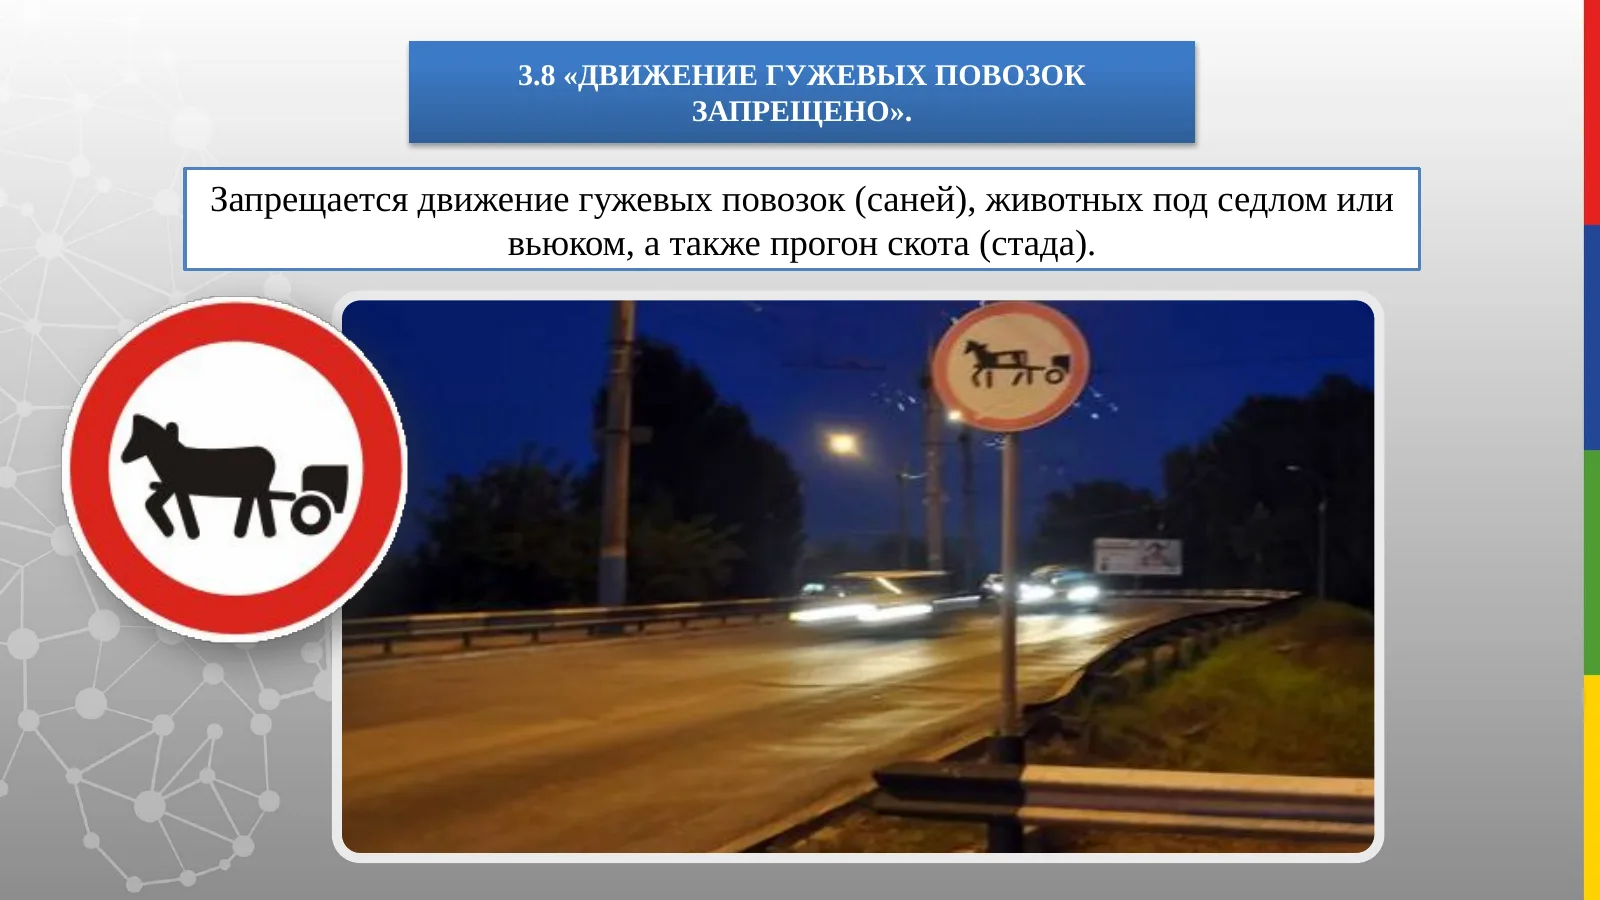 3.8 «ДВИЖЕНИЕ ГУЖЕВЫХ ПОВОЗОК
ЗАПРЕЩЕНО».
Запрещается движение гужевых повозок (саней), животных под седлом или
вьюком, а также прогон скота (стада).